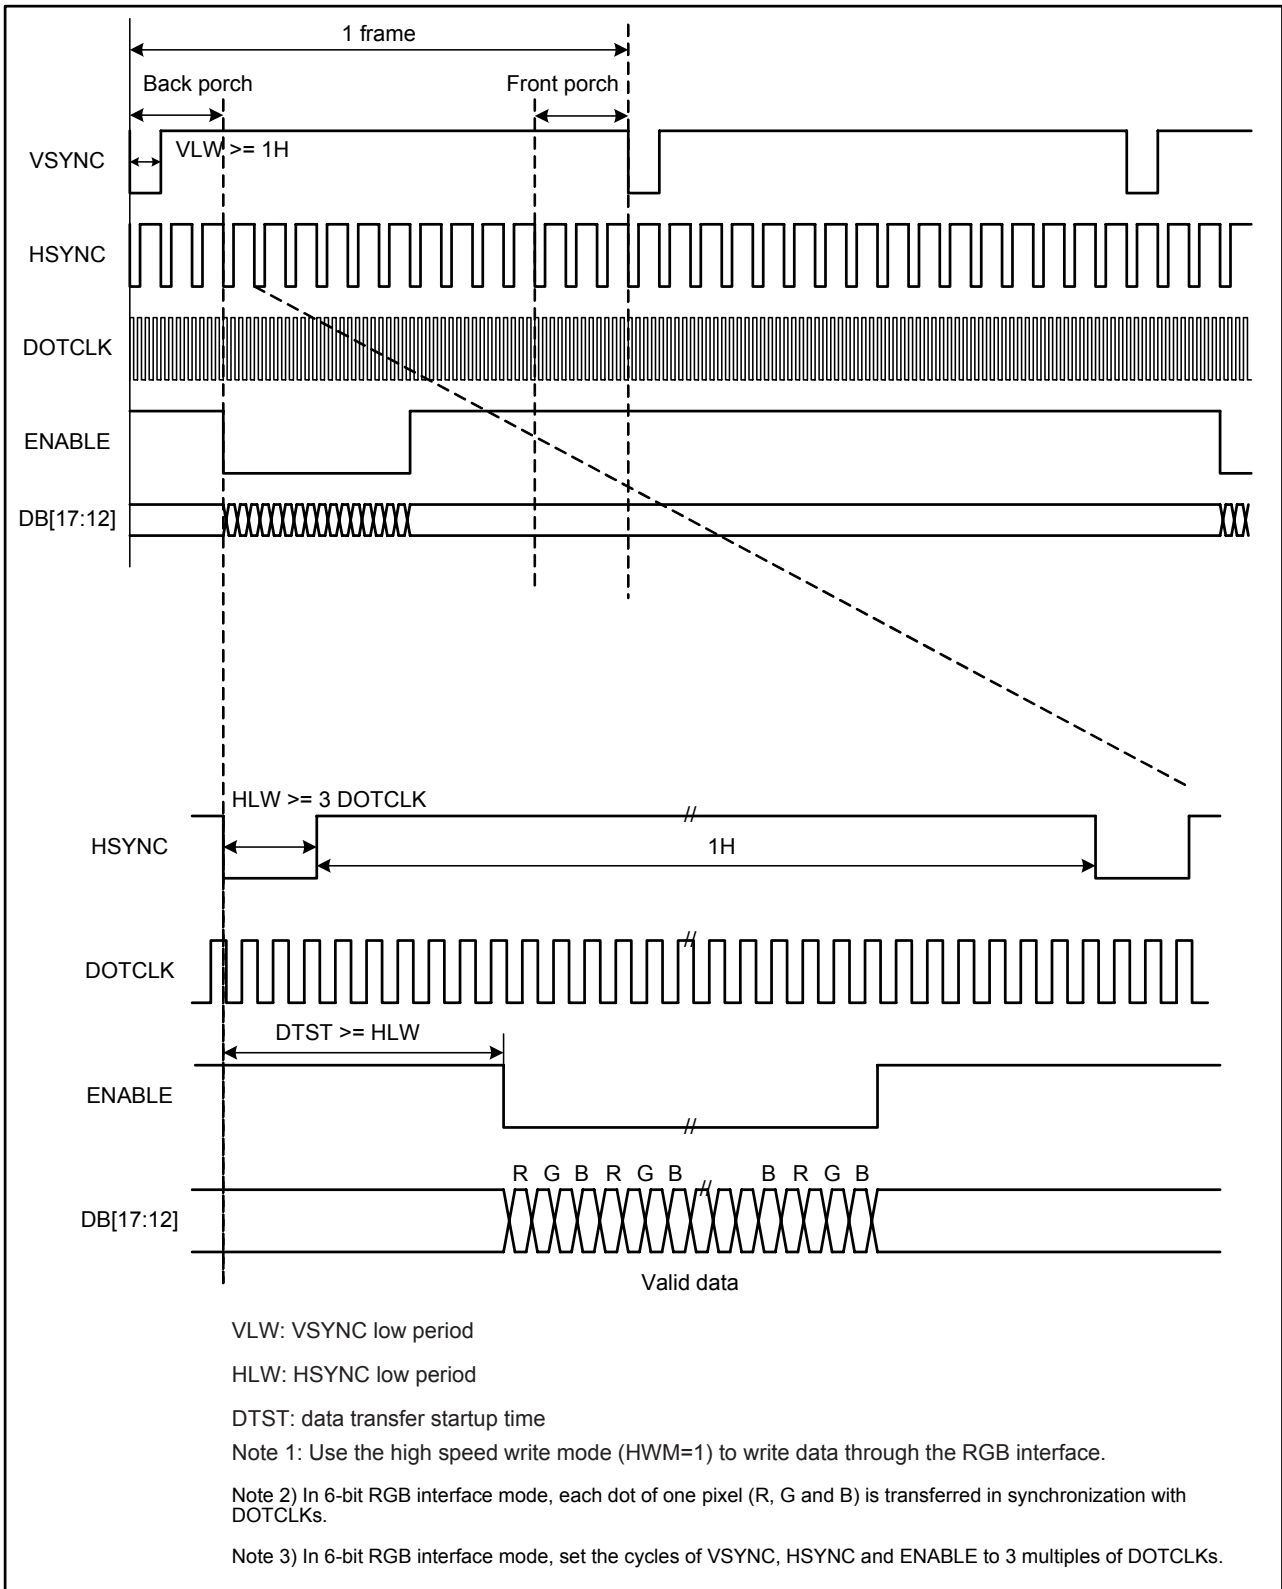 1 frame
Back porch
Front porch
VLW >= 1H
VSYNC
HSYNC
DOTCLK
ENABLE
DB[17:12]
HLW >= 3 DOTCLK
//
HSYNC
1H
//
DOTCLK
DTST >= HLW
ENABLE
//
R G B R G B // B R G B
DB[17:12]
Valid data
VLW: VSYNC low period
HLW: HSYNC low period
DTST: data transfer startup time
Note 1: Use the high speed write mode (HWM=1) to write data through the RGB interface.
Note 2) In 6-bit RGB interface mode, each dot of one pixel (R, G and B) is transferred in synchronization with
DOTCLKs.
Note 3) In 6-bit RGB interface mode, set the cycles of VSYNC, HSYNC and ENABLE to 3 multiples of DOTCLKs.